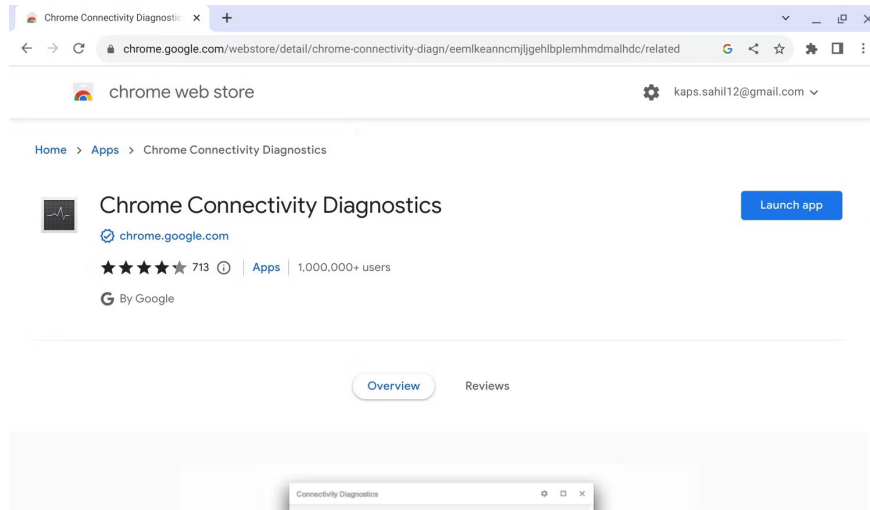 Chrome Connectivity Diagnostic
chrome.google.com/webstore/detail/chrome-connectivity-diagn/eemlkeanncmjljgehlbplemhmdmalhdc/related
chrome web store
kaps.sahil12@gmail.com
Home > Apps > Chrome Connectivity Diagnostics
Chrome Connectivity Diagnostics
Launch app
chrome.google.com
713 Apps 1,000,000+ users
G By Google
Overview Reviews
Connectivity Diagnostics